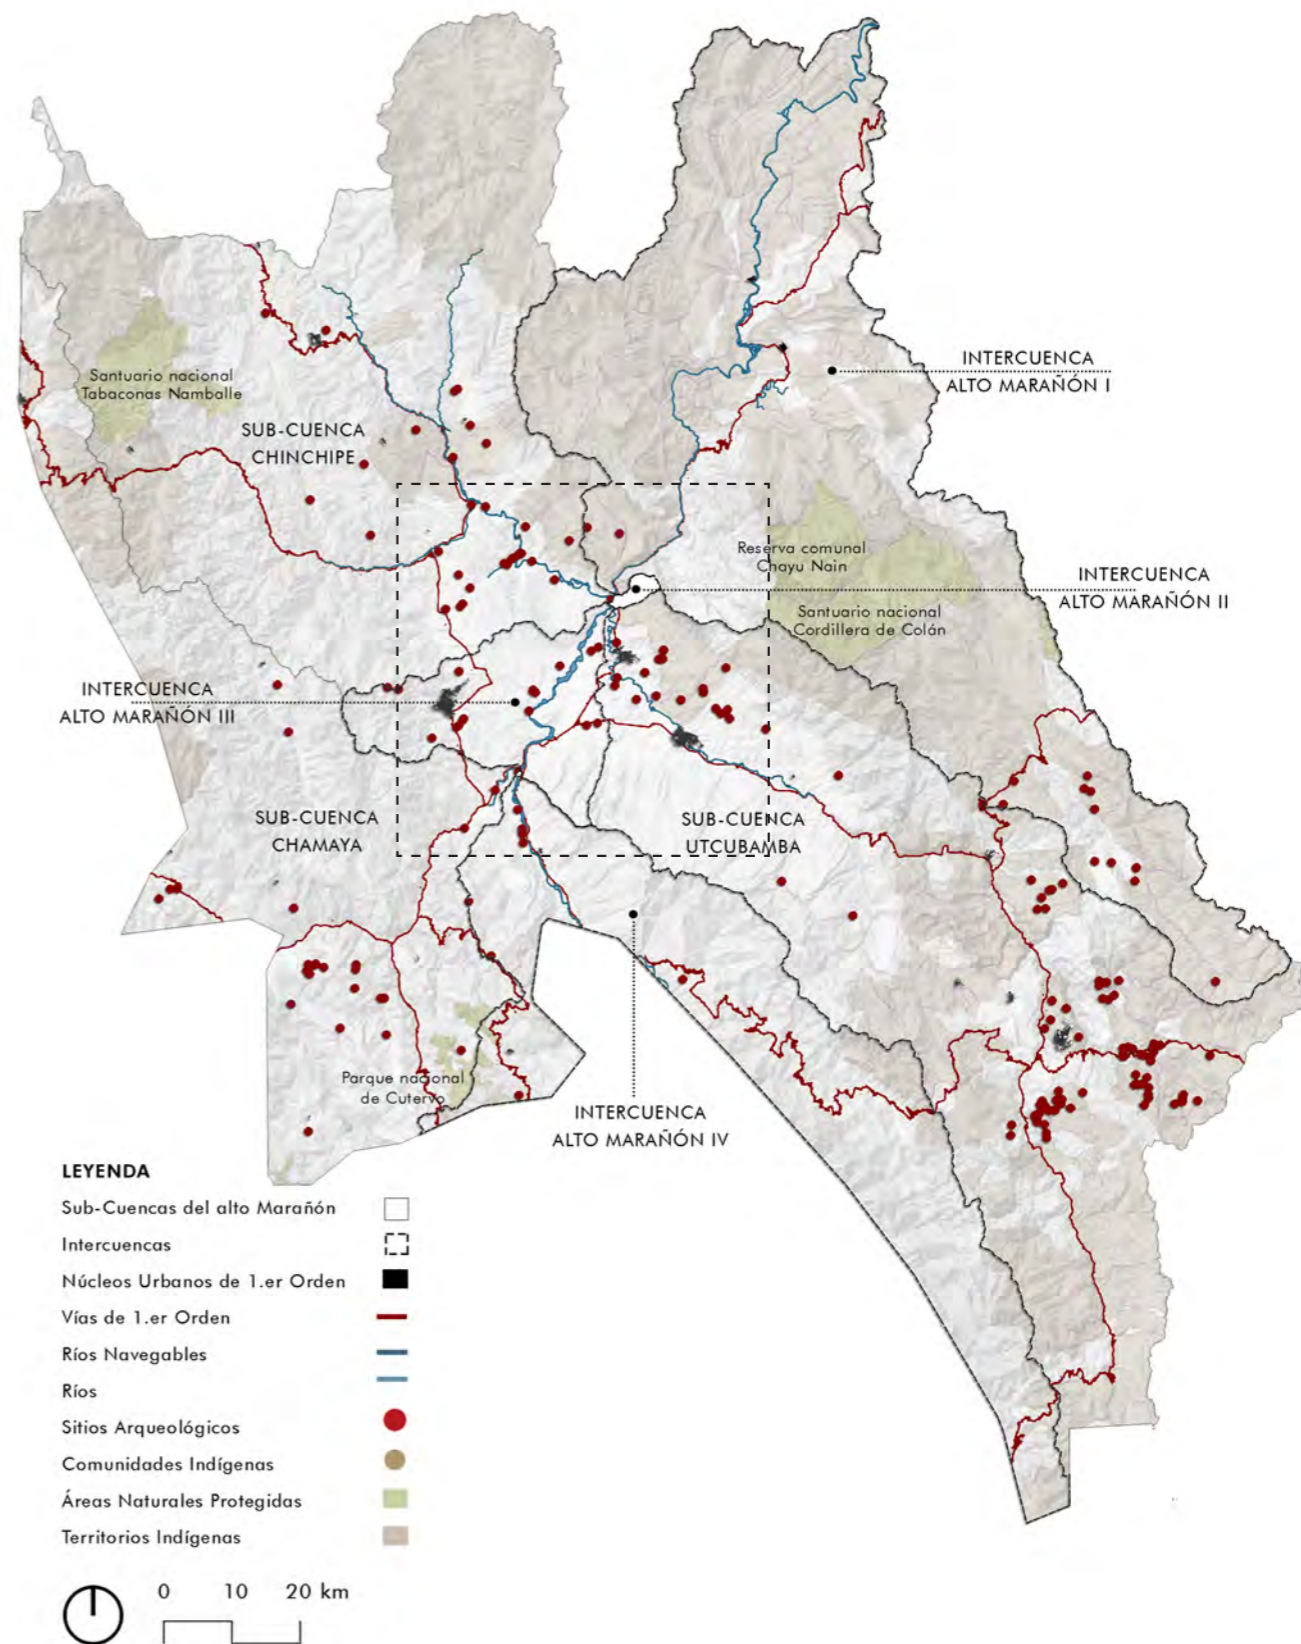 INTERCUENCA
ALTO MARAÑÓN I
Santuario nacional
Tabaconas Namballe
SUB-CUENCA
CHINCHIPE
Reserva comunal
Chayu Nain
INTERCUENCA
ALTO MARAÑÓN II
Santuario nacional
Cordillera de Colán
INTERCUENCA
ALTO MARAÑÓN III
SUB-CUENCA
CHAMAYA
SUB-CUENCA
UTCUBAMBA
Parque nacional
de Cutervo
INTERCUENCA
ALTO MARAÑÓN IV
LEYENDA
Sub-Cuencas del alto Marañón
Intercuencas
Núcleos Urbanos de 1.er Orden
Vías de 1.er Orden
Ríos Navegables
Ríos
Sitios Arqueológicos
Comunidades Indígenas
Áreas Naturales Protegidas
Territorios Indígenas
0 10 20 km